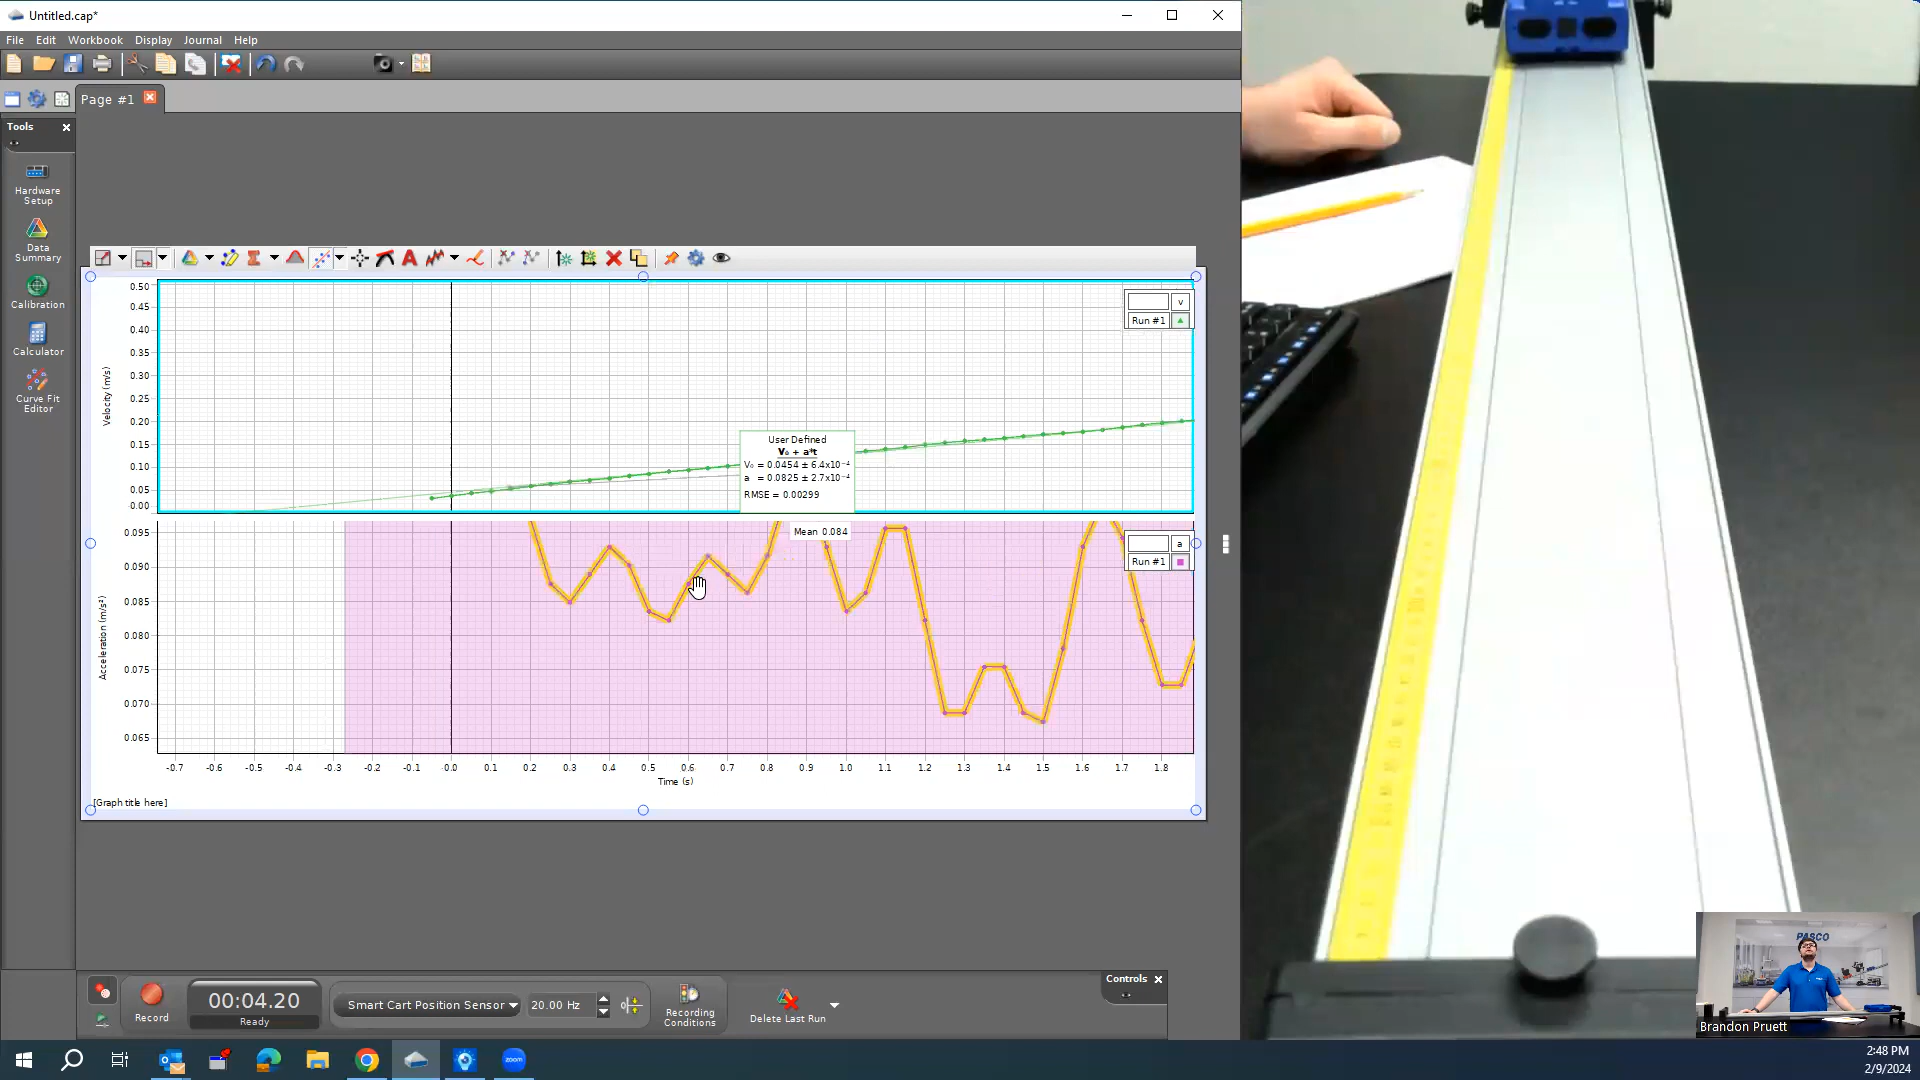 Untitled.cap*
File Edit Workbook Display Journal Help
Page #1
Tools
Hardware
Setup
Data
Summary
Calibration
Calculator
Curve Fit
Editor
0.50
0.45
0.40
0.35
0.30
0.25
0.20
0.15
0.10
0.05
0.00
Velocity (m/s)
v
Run #1
User Defined
V₀ + a*t
V₀ = 0.0454 ± 6.4x10⁻⁴
a = 0.0825 ± 2.7x10⁻⁴
RMSE = 0.00299
Mean 0.084
a
Run #1
0.095
0.090
0.085
0.080
0.075
0.070
0.065
Acceleration (m/s²)
-0.7 -0.6 -0.5 -0.4 -0.3 -0.2 -0.1 -0.0 0.1 0.2 0.3 0.4 0.5 0.6 0.7 0.8 0.9 1.0 1.1 1.2 1.3 1.4 1.5 1.6 1.7 1.8
Time (s)
[Graph title here]
Controls
Record
00:04.20
Ready
Smart Cart Position Sensor
20.00 Hz
Recording
Conditions
Delete Last Run
PASCO
Brandon Pruett
zoom
2:48 PM
2/9/2024